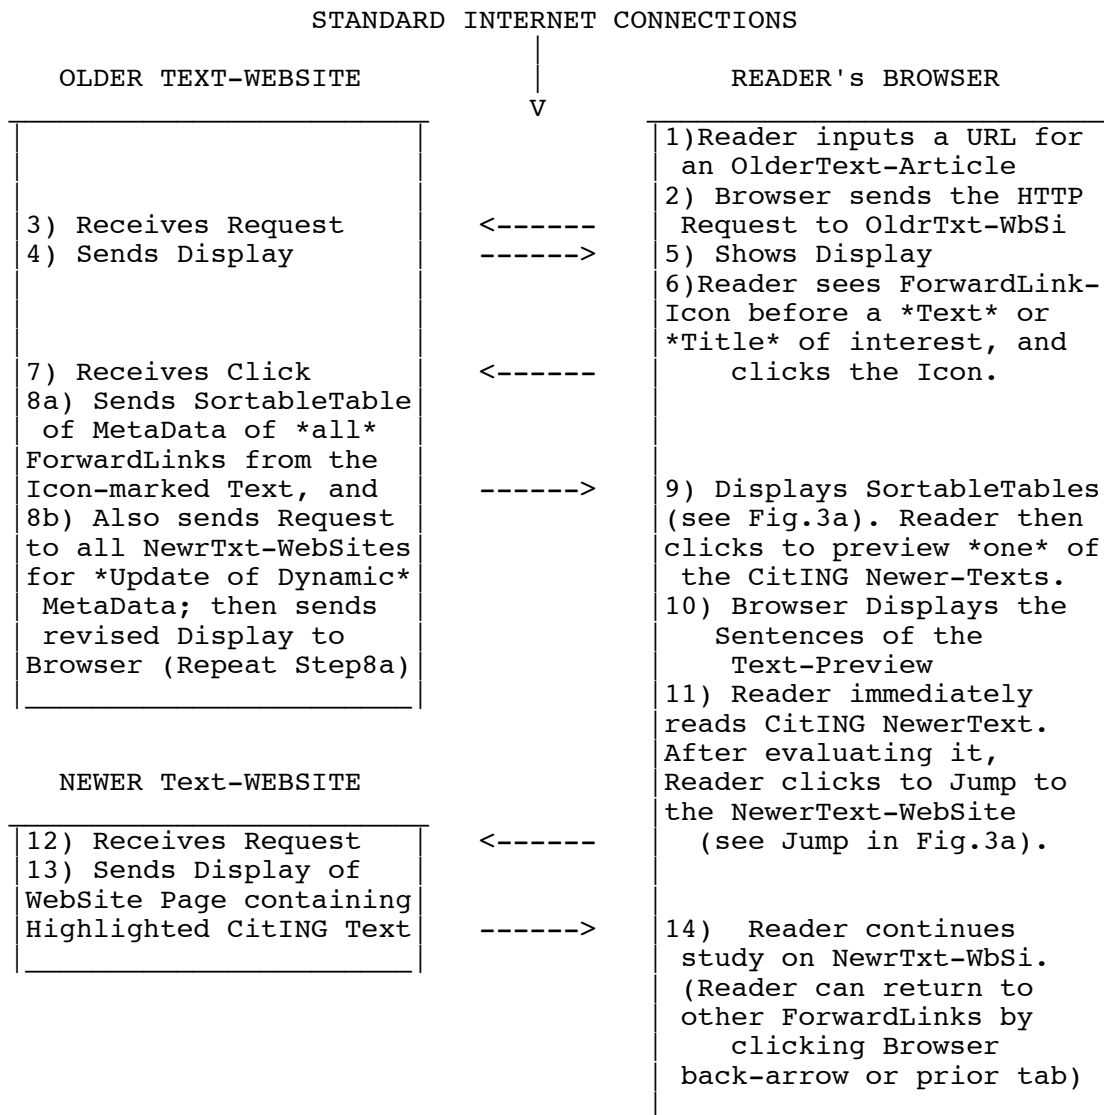 STANDARD INTERNET CONNECTIONS
OLDER TEXT-WEBSITE READER's BROWSER
V
1)Reader inputs a URL for
an OlderText-Article
2) Browser sends the HTTP
3) Receives Request <------ Request to OldrTxt-WbSi
4) Sends Display ------> 5) Shows Display
6)Reader sees ForwardLink-
Icon before a *Text* or
*Title* of interest, and
7) Receives Click <------ clicks the Icon.
8a) Sends SortableTable
of MetaData of *all*
ForwardLinks from the
Icon-marked Text, and ------> 9) Displays SortableTables
8b) Also sends Request (see Fig.3a). Reader then
to all NewrTxt-WebSites clicks to preview *one* of
for *Update of Dynamic* the CitING Newer-Texts.
MetaData; then sends 10) Browser Displays the
revised Display to Sentences of the
Browser (Repeat Step8a) Text-Preview
11) Reader immediately
reads CitING NewerText.
After evaluating it,
NEWER Text-WEBSITE Reader clicks to Jump to
the NewerText-WebSite
12) Receives Request <------ (see Jump in Fig.3a).
13) Sends Display of
WebSite Page containing
Highlighted CitING Text ------> 14) Reader continues
study on NewrTxt-WbSi.
(Reader can return to
other ForwardLinks by
clicking Browser
back-arrow or prior tab)